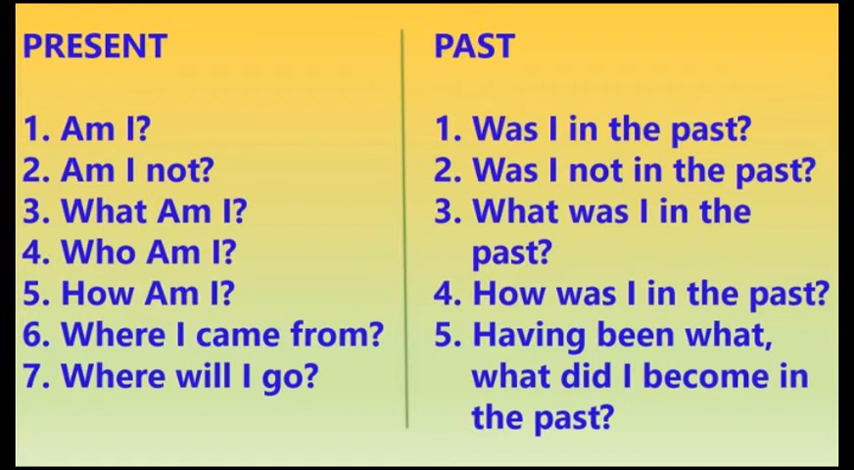 PRESENT
1. Am I?
2. Am I not?
3. What Am I?
4. Who Am I?
5. How Am I?
6. Where I came from?
7. Where will I go?
PAST
1. Was I in the past?
2. Was I not in the past?
3. What was I in the
past?
4. How was I in the past?
5. Having been what,
what did I become in
the past?